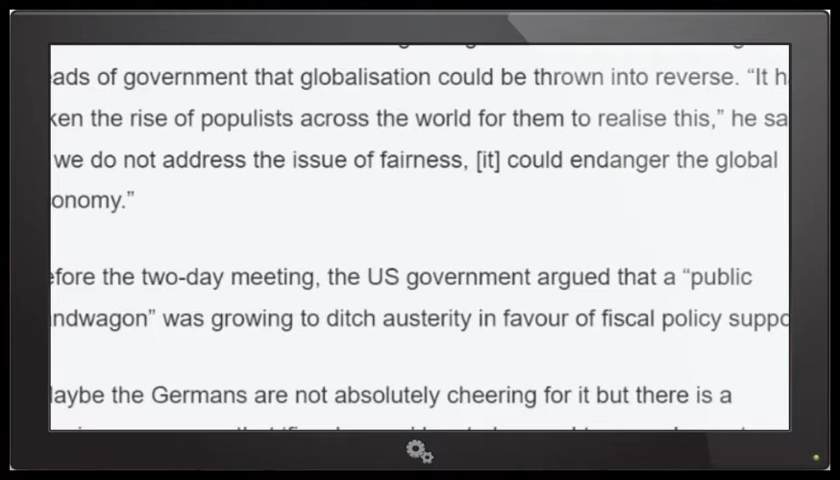 eads of government that globalisation could be thrown into reverse. “It h
ken the rise of populists across the world for them to realise this,” he sa
we do not address the issue of fairness, [it] could endanger the global
onomy.”
efore the two-day meeting, the US government argued that a “public
ndwagon” was growing to ditch austerity in favour of fiscal policy suppo
laybe the Germans are not absolutely cheering for it but there is a